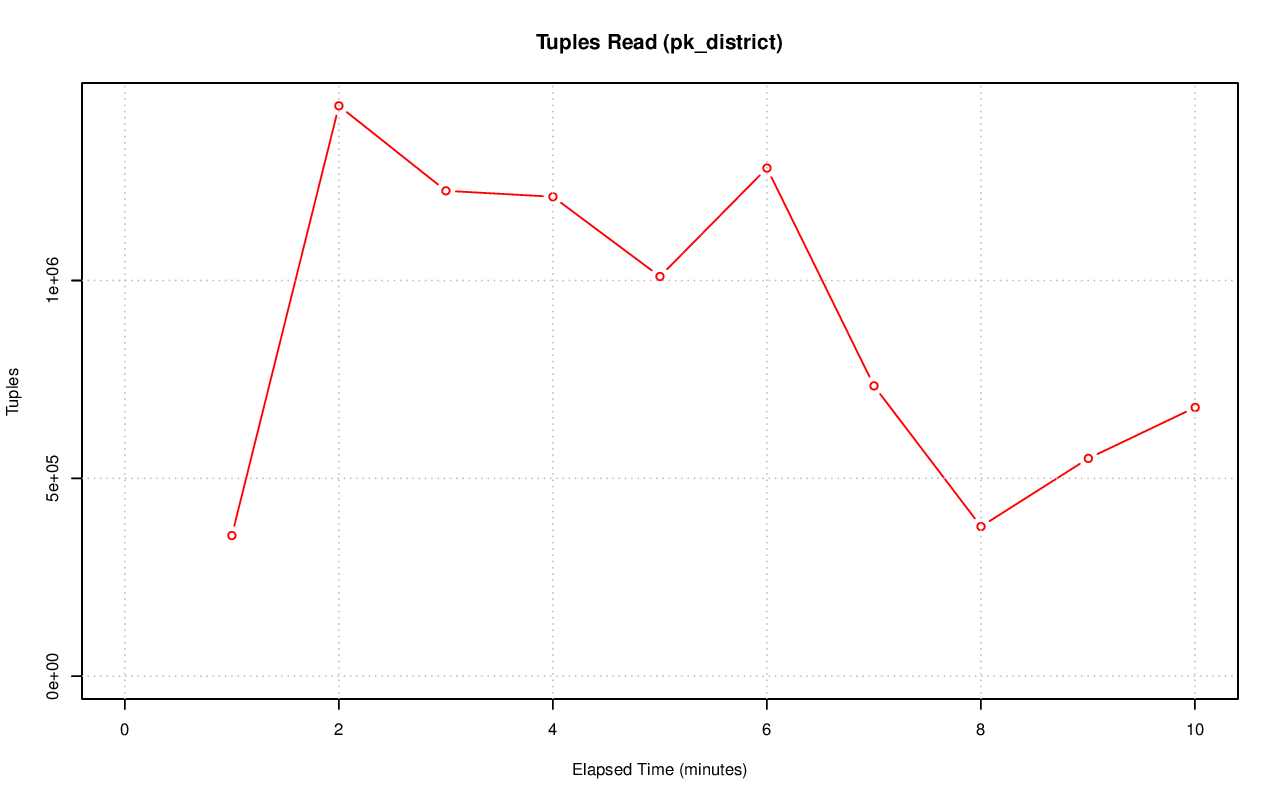 Tuples Read (pk_district)
Tuples
1e+06
5e+05
0e+00
0 2 4 6 8 10
Elapsed Time (minutes)